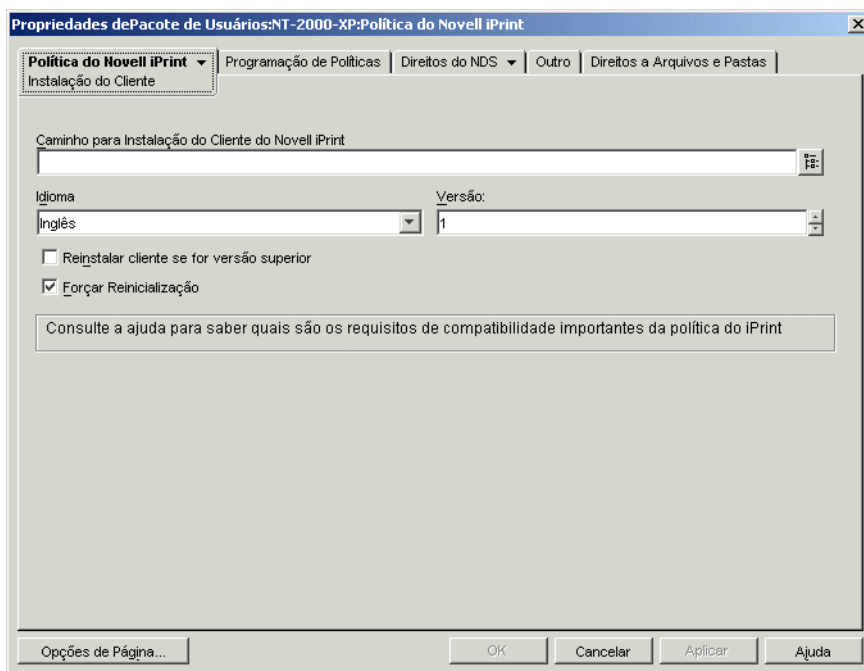 Propriedades dePacote de Usuários:NT-2000-XP:Política do Novell iPrint
Política do Novell iPrint
Programação de Políticas
Direitos do NDS
Outro
Direitos a Arquivos e Pastas
Instalação do Cliente
Caminho para Instalação do Cliente do Novell iPrint
Idioma
Versão:
Inglês
1
Reinstalar cliente se for versão superior
Forçar Reinicialização
Consulte a ajuda para saber quais são os requisitos de compatibilidade importantes da política do iPrint
Opções de Página...
OK
Cancelar
Aplicar
Ajuda